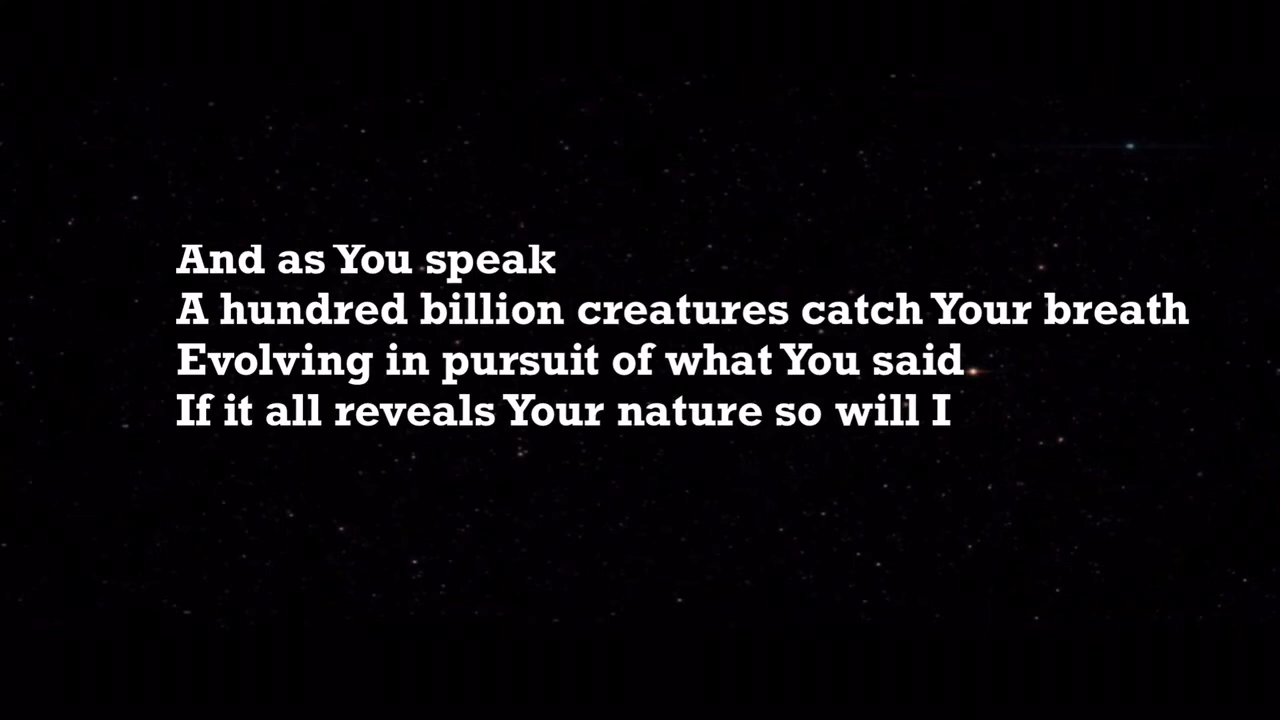 And as You speak
A hundred billion creatures catch Your breath
Evolving in pursuit of what You said
If it all reveals Your nature so will I